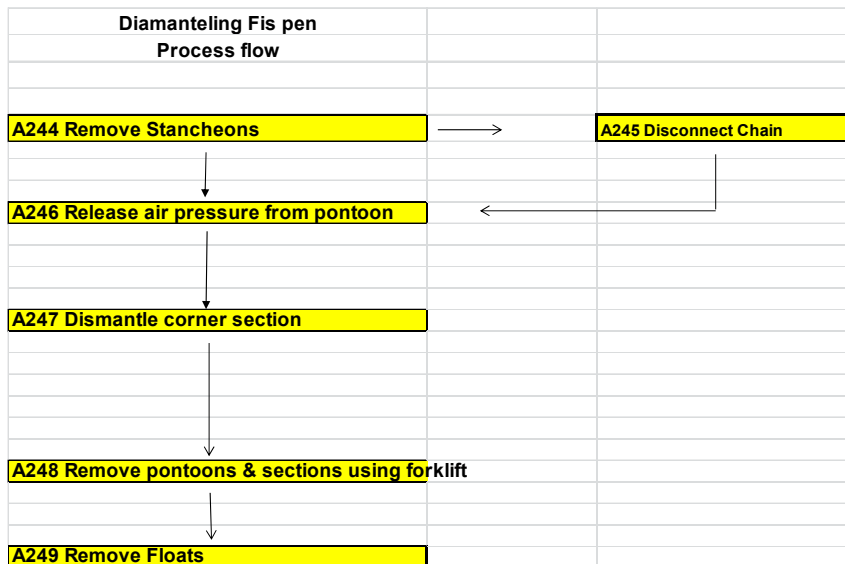 Diamanteling Fis pen
Process flow
A244 Remove Stancheons
A245 Disconnect Chain
A246 Release air pressure from pontoon
A247 Dismantle corner section
A248 Remove pontoons & sections using forklift
A249 Remove Floats